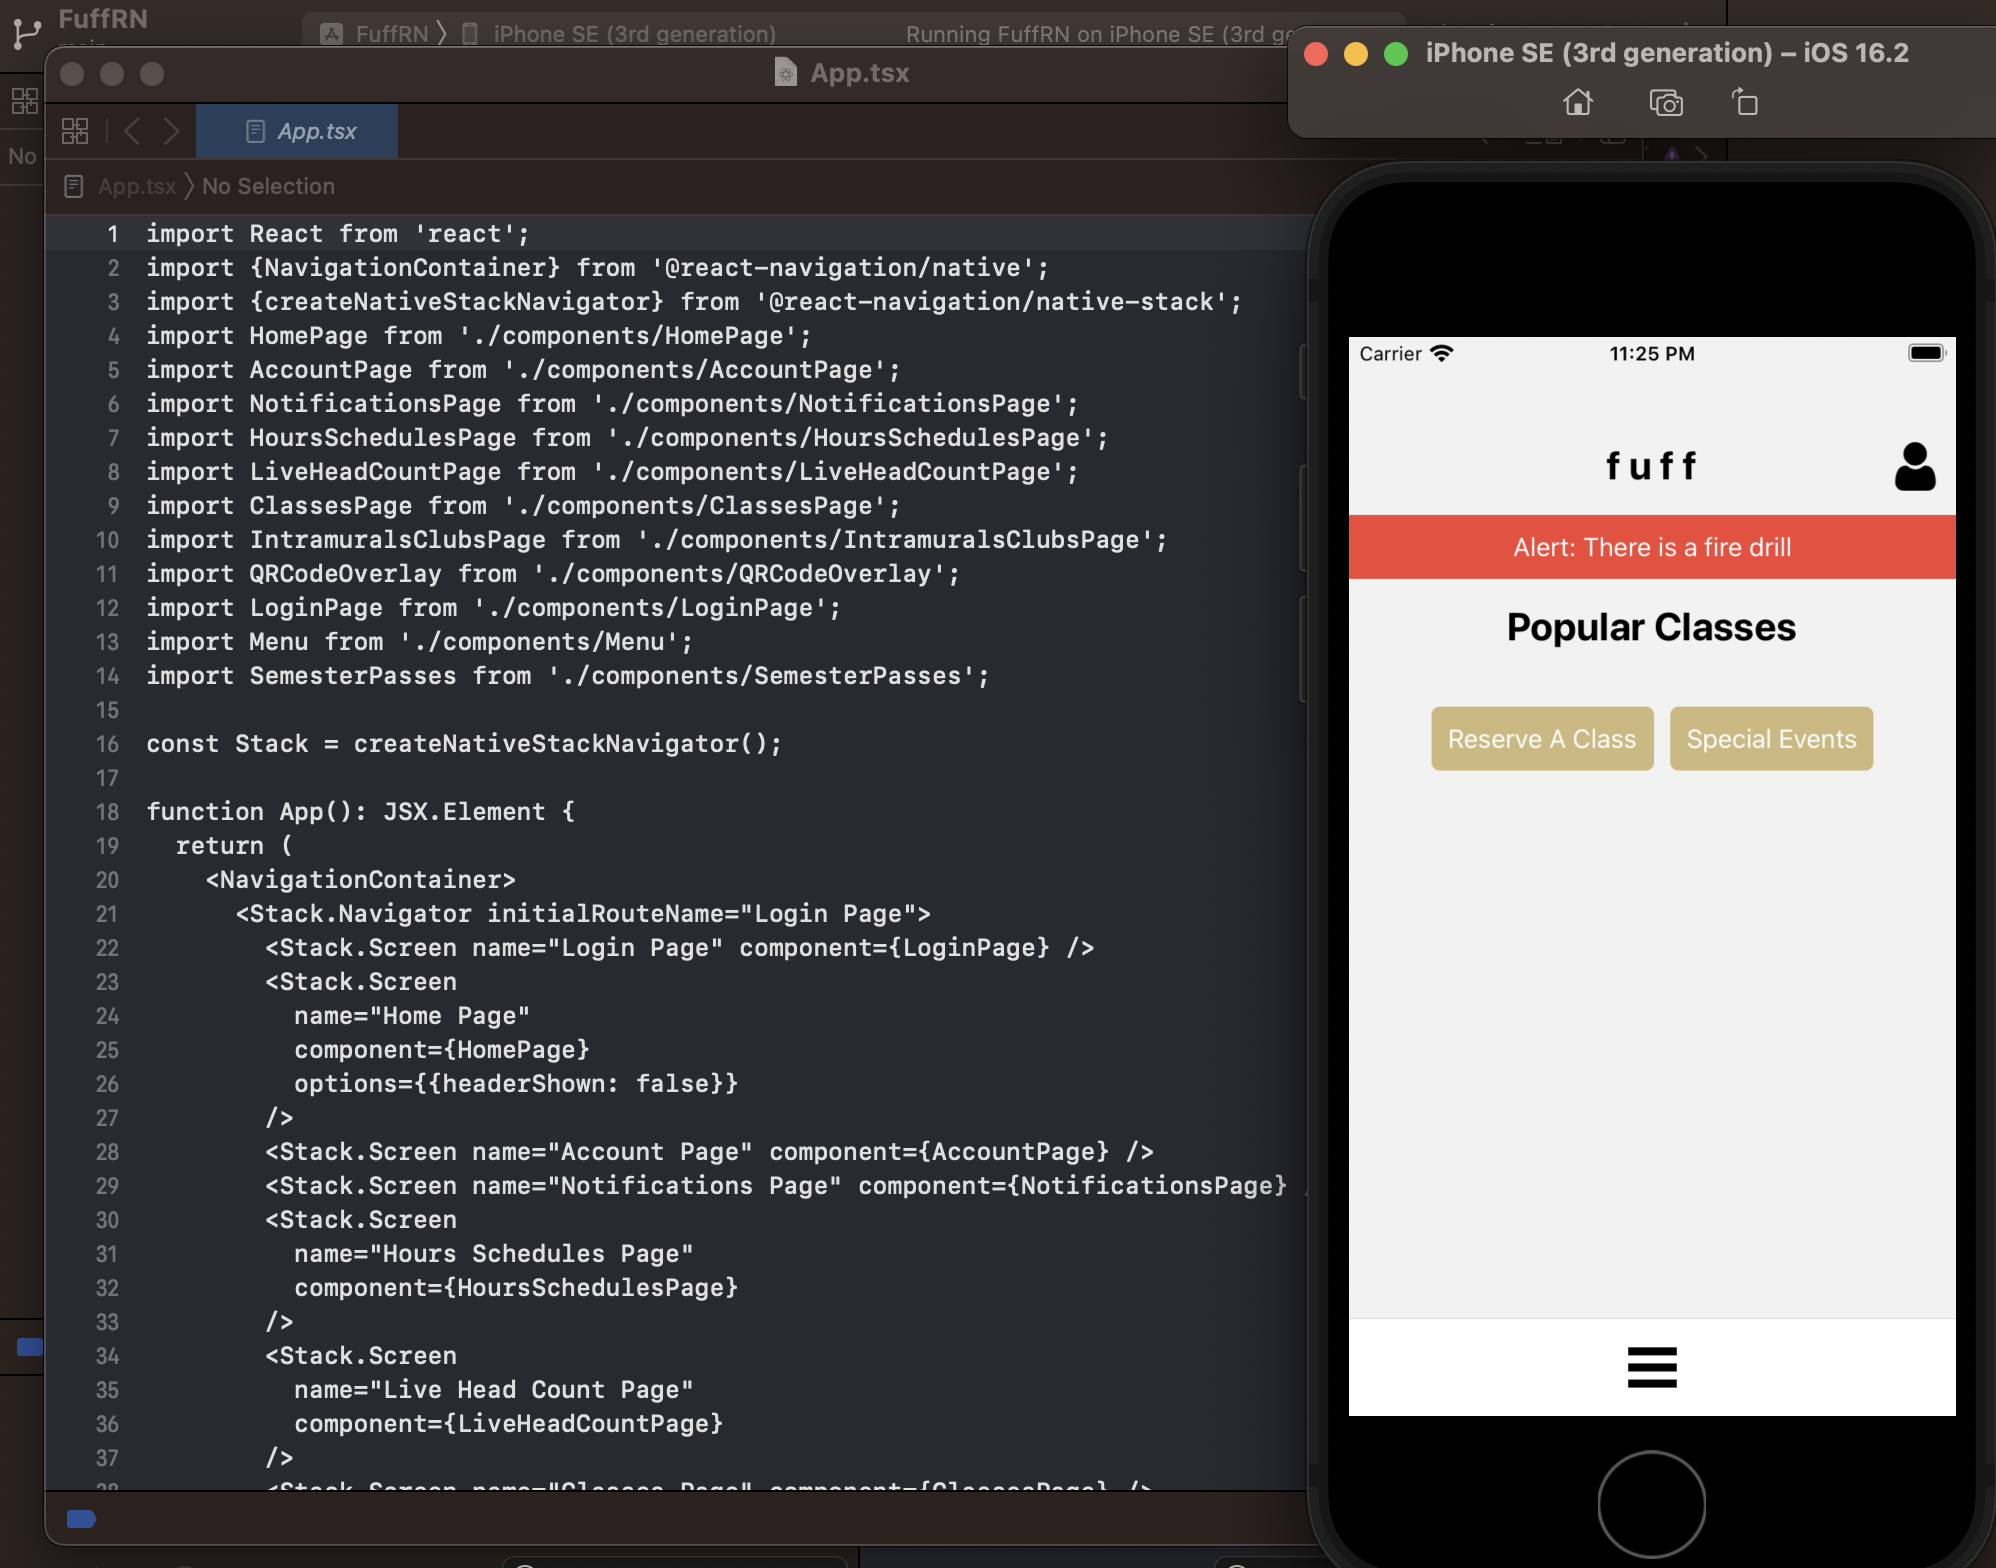 FuffRN
FuffRN
iPhone SE (3rd generation)
Running FuffRN on iPhone SE (3rd
App.tsx
App.tsx
No
App.tsx
No Selection
1 import React from 'react';
2 import {NavigationContainer} from '@react-navigation/native';
3 import {createNativeStackNavigator} from '@react-navigation/native-stack';
4 import HomePage from './components/HomePage';
5 import AccountPage from './components/AccountPage';
6 import NotificationsPage from './components/NotificationsPage';
7 import HoursSchedulesPage from './components/HoursSchedulesPage';
8 import LiveHeadCountPage from './components/LiveHeadCountPage';
9 import ClassesPage from './components/ClassesPage';
10 import IntramuralsClubsPage from './components/IntramuralsClubsPage';
11 import QRCodeOverlay from './components/QRCodeOverlay';
12 import LoginPage from './components/LoginPage';
13 import Menu from './components/Menu';
14 import SemesterPasses from './components/SemesterPasses';
15
16 const Stack = createNativeStackNavigator();
17
18 function App(): JSX.Element {
19 return (
20 <NavigationContainer>
21 <Stack.Navigator initialRouteName="Login Page">
22 <Stack.Screen name="Login Page" component={LoginPage} />
23 <Stack.Screen
24 name="Home Page"
25 component={HomePage}
26 options={{headerShown: false}}
27 />
28 <Stack.Screen name="Account Page" component={AccountPage} />
29 <Stack.Screen name="Notifications Page" component={NotificationsPage}
30 <Stack.Screen
31 name="Hours Schedules Page"
32 component={HoursSchedulesPage}
33 />
34 <Stack.Screen
35 name="Live Head Count Page"
36 component={LiveHeadCountPage}
37 />
38 <Stack.Screen name="Classes Page" component={ClassesPage} />
iPhone SE (3rd generation) – iOS 16.2
Carrier
11:25 PM
fuff
Alert: There is a fire drill
Popular Classes
Reserve A Class
Special Events